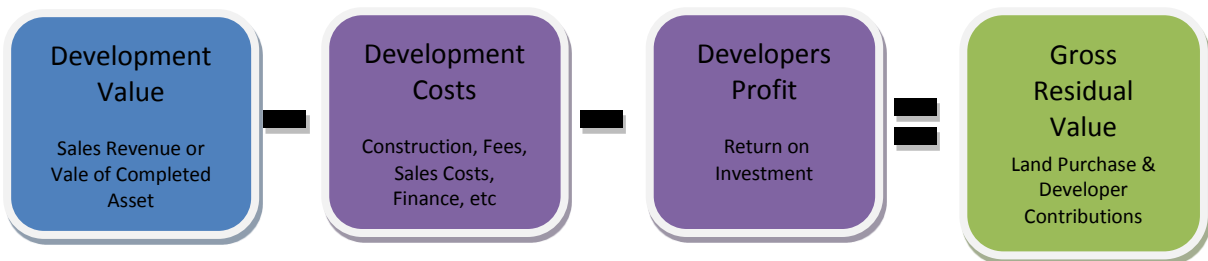 Development
Value
Sales Revenue or
Vale of Completed
Asset
Development
Costs
Construction, Fees,
Sales Costs,
Finance, etc
Developers
Profit
Return on
Investment
Gross
Residual
Value
Land Purchase &
Developer
Contributions